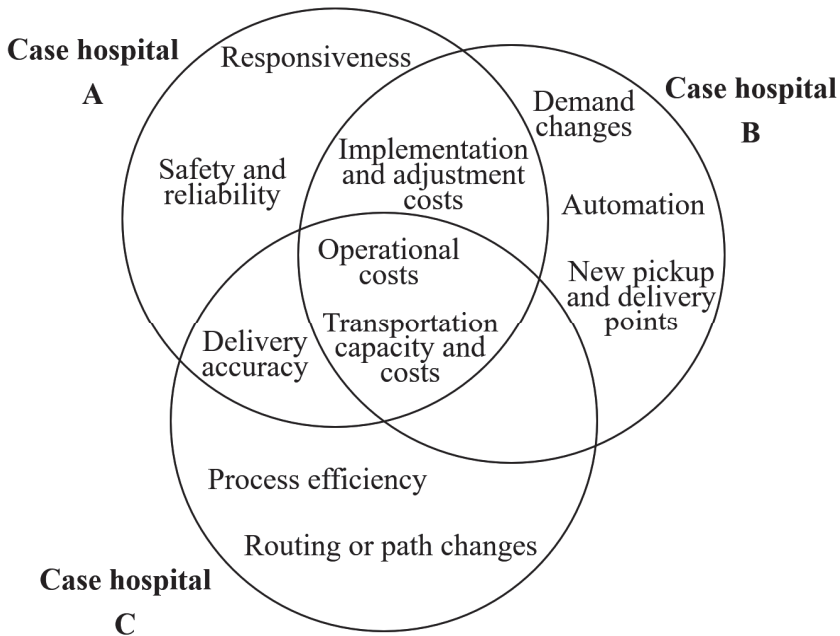 Case hospital
A
Responsiveness
Safety and
reliability
Implementation
and adjustment
costs
Demand
changes
Case hospital
B
Automation
New pickup
and delivery
points
Operational
costs
Transportation
capacity and
costs
Delivery
accuracy
Process efficiency
Routing or path changes
Case hospital
C